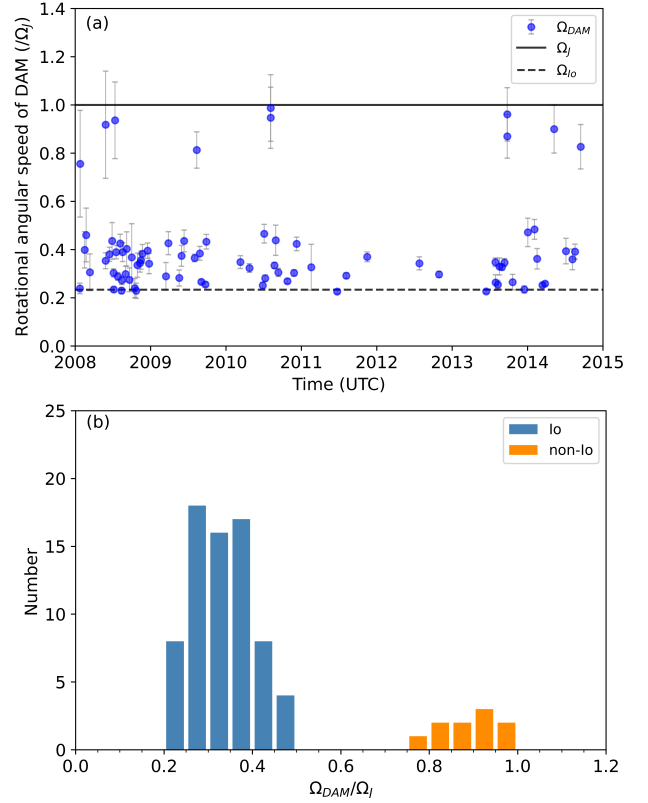 (a)
Ω_DAM
Ω_J
Ω_Io
Rotational angular speed of DAM (/Ω_J)
1.4
1.2
1.0
0.8
0.6
0.4
0.2
0.0
2008 2009 2010 2011 2012 2013 2014 2015
Time (UTC)
(b)
Io
non-Io
Number
25
20
15
10
5
0
0.0 0.2 0.4 0.6 0.8 1.0 1.2
Ω_DAM/Ω_J